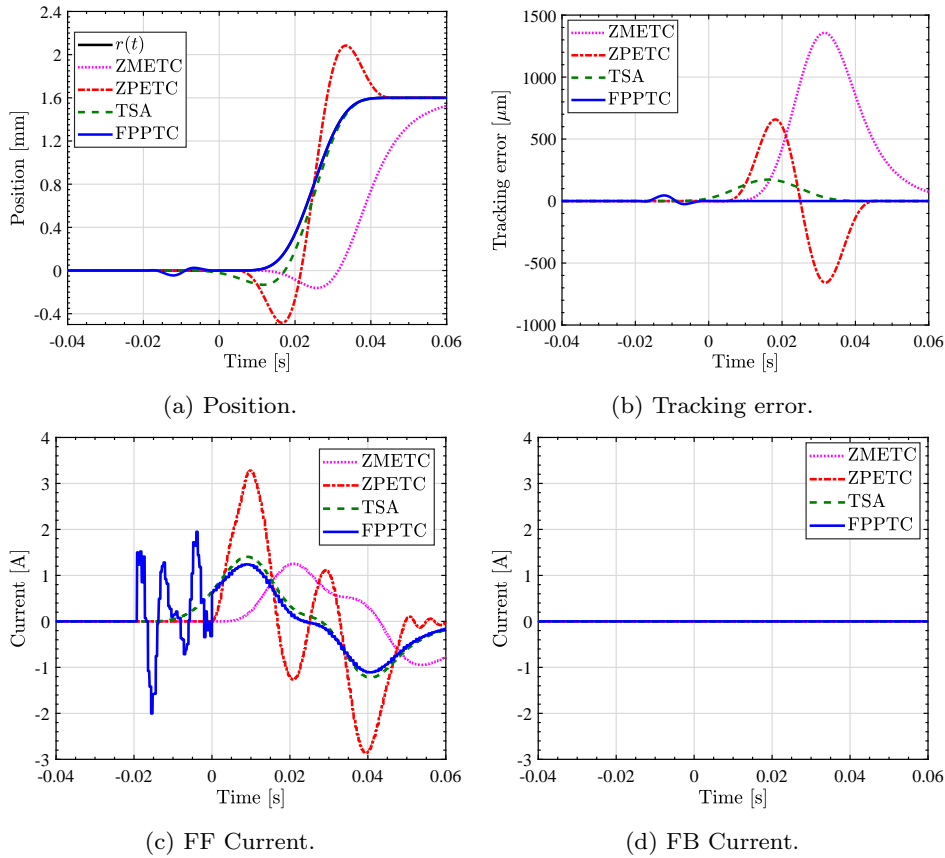 2.4
2
1.6
1.2
0.8
0.4
0
-0.4
Position [mm]
r(t)
ZMETC
ZPETC
TSA
FPPTC
-0.04 -0.02 0 0.02 0.04 0.06
Time [s]
(a) Position.
1500
1000
500
0
-500
-1000
Tracking error [μm]
ZMETC
ZPETC
TSA
FPPTC
-0.04 -0.02 0 0.02 0.04 0.06
Time [s]
(b) Tracking error.
4
3
2
1
0
-1
-2
-3
Current [A]
ZMETC
ZPETC
TSA
FPPTC
-0.04 -0.02 0 0.02 0.04 0.06
Time [s]
(c) FF Current.
4
3
2
1
0
-1
-2
-3
Current [A]
ZMETC
ZPETC
TSA
FPPTC
-0.04 -0.02 0 0.02 0.04 0.06
Time [s]
(d) FB Current.